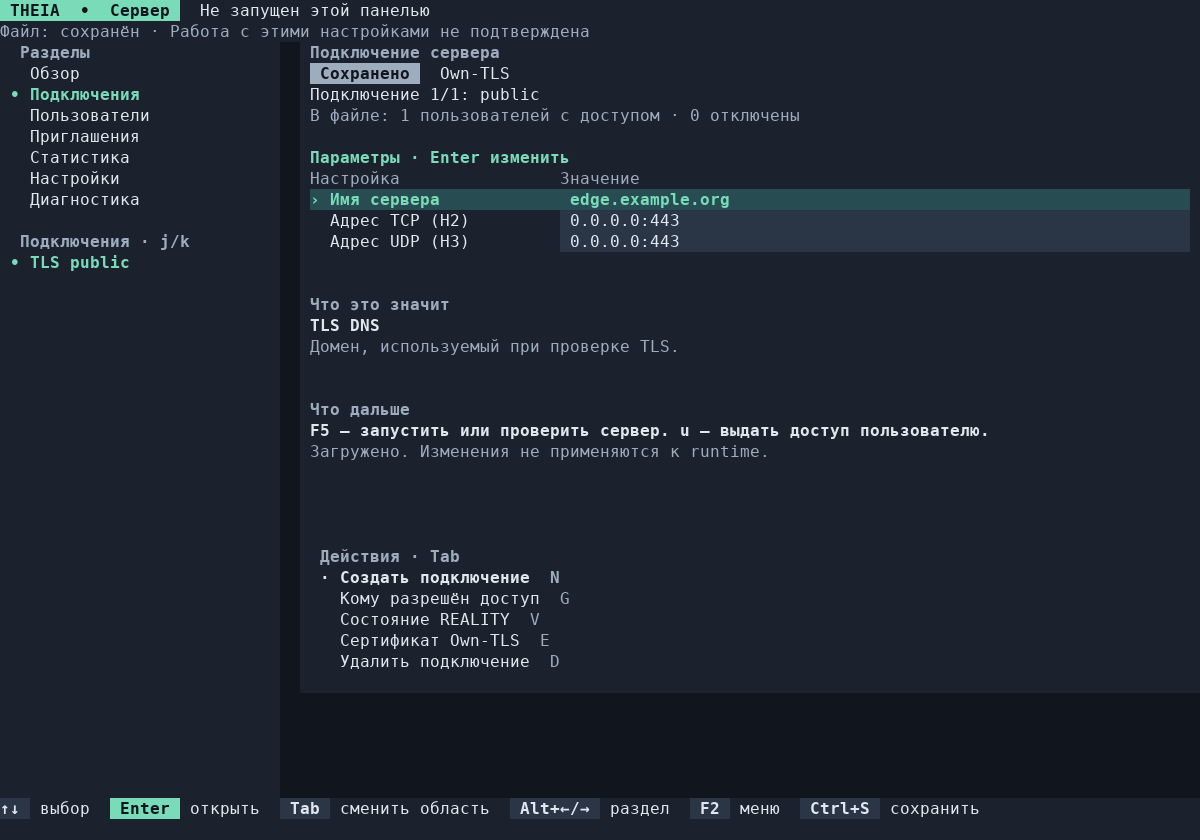 THEIA • Сервер Не запущен этой панелью
Файл: сохранён · Работа с этими настройками не подтверждена
Разделы
Обзор
• Подключения
Пользователи
Приглашения
Статистика
Настройки
Диагностика
Подключения · j/k
• TLS public
Подключение сервера
Сохранено Own-TLS
Подключение 1/1: public
В файле: 1 пользователей с доступом · 0 отключены
Параметры · Enter изменить
Настройка Значение
› Имя сервера edge.example.org
Адрес TCP (H2) 0.0.0.0:443
Адрес UDP (H3) 0.0.0.0:443
Что это значит
TLS DNS
Домен, используемый при проверке TLS.
Что дальше
F5 — запустить или проверить сервер. u — выдать доступ пользователю.
Загружено. Изменения не применяются к runtime.
Действия · Tab
· Создать подключение N
Кому разрешён доступ G
Состояние REALITY V
Сертификат Own-TLS E
Удалить подключение D
↑↓ выбор Enter открыть Tab сменить область Alt+←/→ раздел F2 меню Ctrl+S сохранить